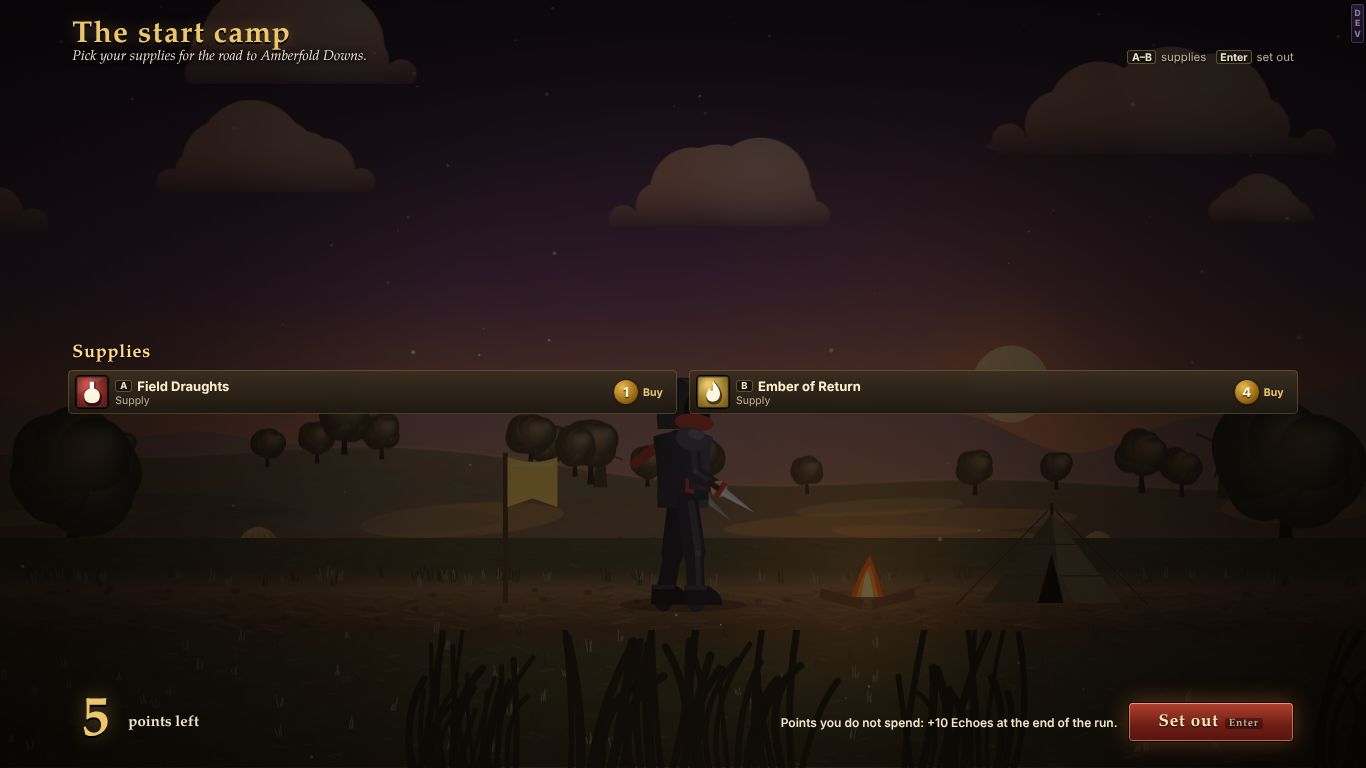 The start camp
Pick your supplies for the road to Amberfold Downs.
DEV
A–B supplies Enter set out
Supplies
A Field Draughts
Supply
1 Buy
B Ember of Return
Supply
4 Buy
5 points left
Points you do not spend: +10 Echoes at the end of the run.
Set out Enter